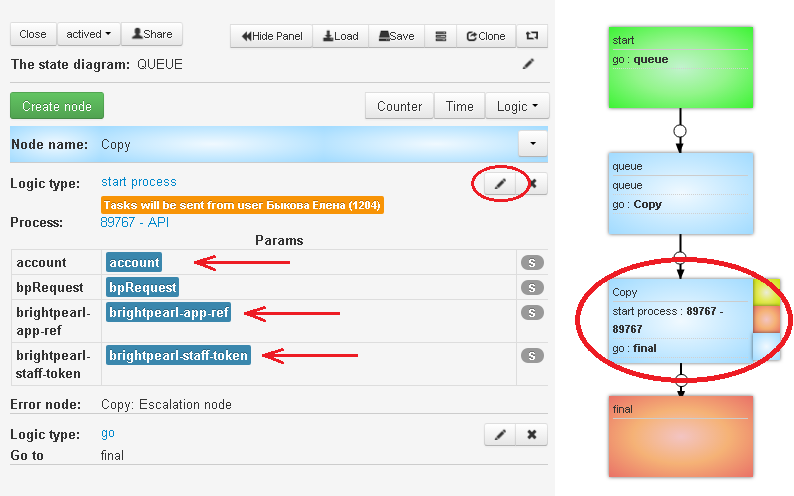 Close actived Share Hide Panel Load Save Clone
The state diagram: QUEUE
Create node Counter Time Logic
Node name: Copy
Logic type: start process
Tasks will be sent from user Быкова Елена (1204)
Process: 89767 - API
Params
account account S
bpRequest bpRequest S
brightpearl-app-ref brightpearl-app-ref S
brightpearl-staff-token brightpearl-staff-token S
Error node: Copy: Escalation node
Logic type: go
Go to final
start
go : queue
queue
queue
go : Copy
Copy
start process : 89767 -
89767
go : final
final